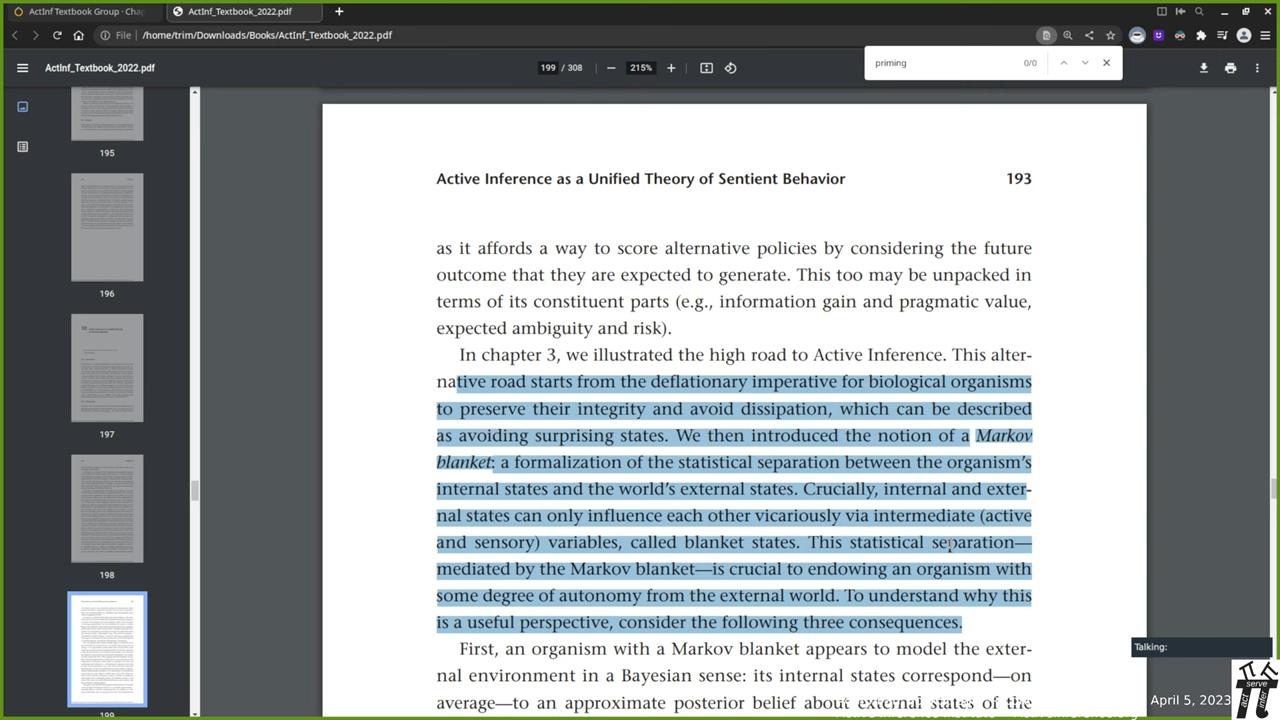 ActInf Textbook Group - Chap
ActInf_Textbook_2022.pdf
File
/home/trim/Downloads/Books/ActInf_Textbook_2022.pdf
ActInf_Textbook_2022.pdf
199 / 308
215%
priming
0/0
195
196
197
198
199
Active Inference as a Unified Theory of Sentient Behavior
193
as it affords a way to score alternative policies by considering the future
outcome that they are expected to generate. This too may be unpacked in
terms of its constituent parts (e.g., information gain and pragmatic value,
expected ambiguity and risk).
In chapter 3, we illustrated the high road to Active Inference. This alter-
native road starts from the deflationary imperative for biological organisms
to preserve their integrity and avoid dissipation, which can be described
as avoiding surprising states. We then introduced the notion of a Markov
blanket: a formalization of the statistical separation between the organism's
internal states and the world's external states. Crucially, internal and exter-
nal states can only influence each other vicariously via intermediate (active
and sensory) variables, called blanket states. This statistical separation—
mediated by the Markov blanket—is crucial to endowing an organism with
some degree of autonomy from the external world. To understand why this
is a useful perspective, consider the following three consequences.
First, an organism with a Markov blanket appears to model the exter-
nal environment in a Bayesian sense: its internal states correspond—on
average—to an approximate posterior belief about external states of the
Talking:
serve
act
infer
April 5, 2023